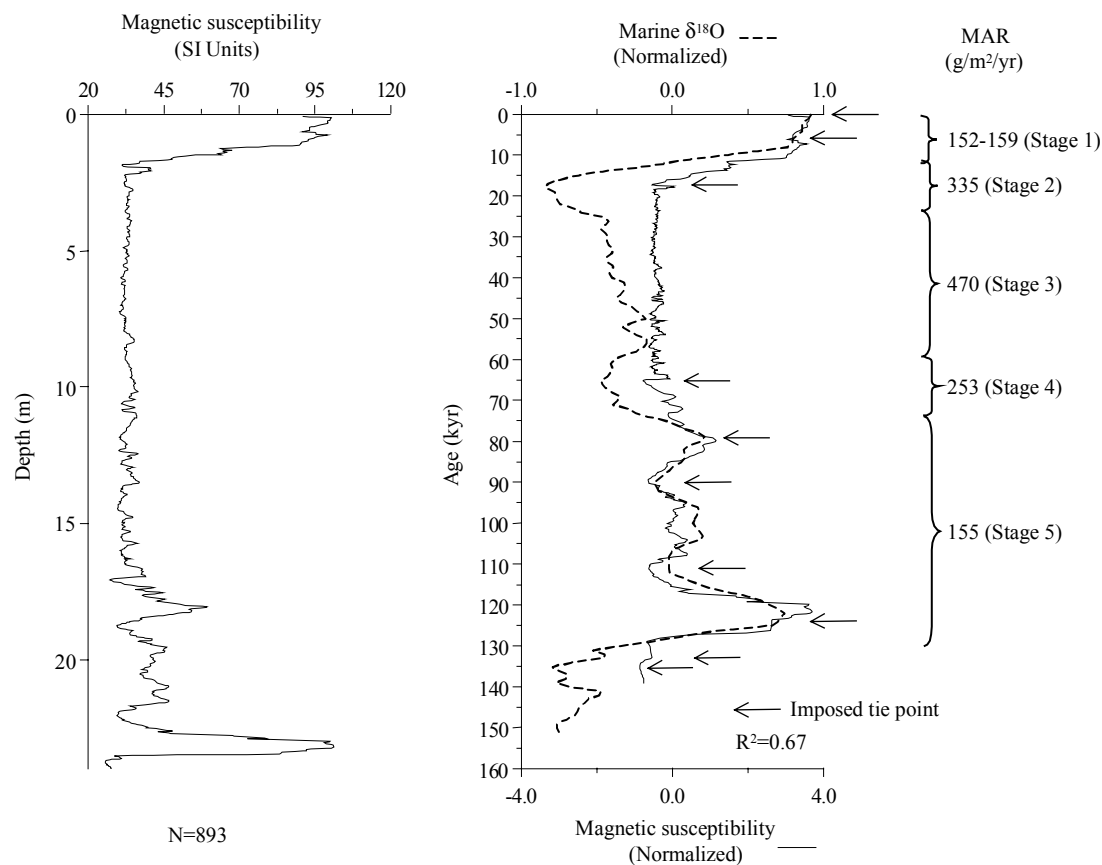 Magnetic susceptibility
(SI Units)
20 45 70 95 120
0
5
10
15
20
Depth (m)
N=893
Marine δ¹⁸O
(Normalized)
-1.0 0.0 1.0
0
10
20
30
40
50
60
70
80
90
100
110
120
130
140
150
160
Age (kyr)
Imposed tie point
R²=0.67
-4.0 0.0 4.0
Magnetic susceptibility
(Normalized)
MAR
(g/m²/yr)
152-159 (Stage 1)
335 (Stage 2)
470 (Stage 3)
253 (Stage 4)
155 (Stage 5)